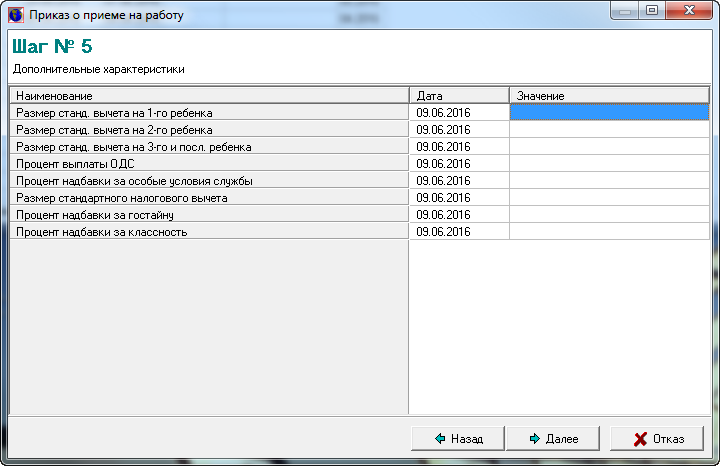 Приказ о приеме на работу
Шаг № 5
Дополнительные характеристики
Наименование Дата Значение
Размер станд. вычета на 1-го ребенка 09.06.2016
Размер станд. вычета на 2-го ребенка 09.06.2016
Размер станд. вычета на 3-го и посл. ребенка 09.06.2016
Процент выплаты ОДС 09.06.2016
Процент надбавки за особые условия службы 09.06.2016
Размер стандартного налогового вычета 09.06.2016
Процент надбавки за гостайну 09.06.2016
Процент надбавки за классность 09.06.2016
Назад Далее Отказ